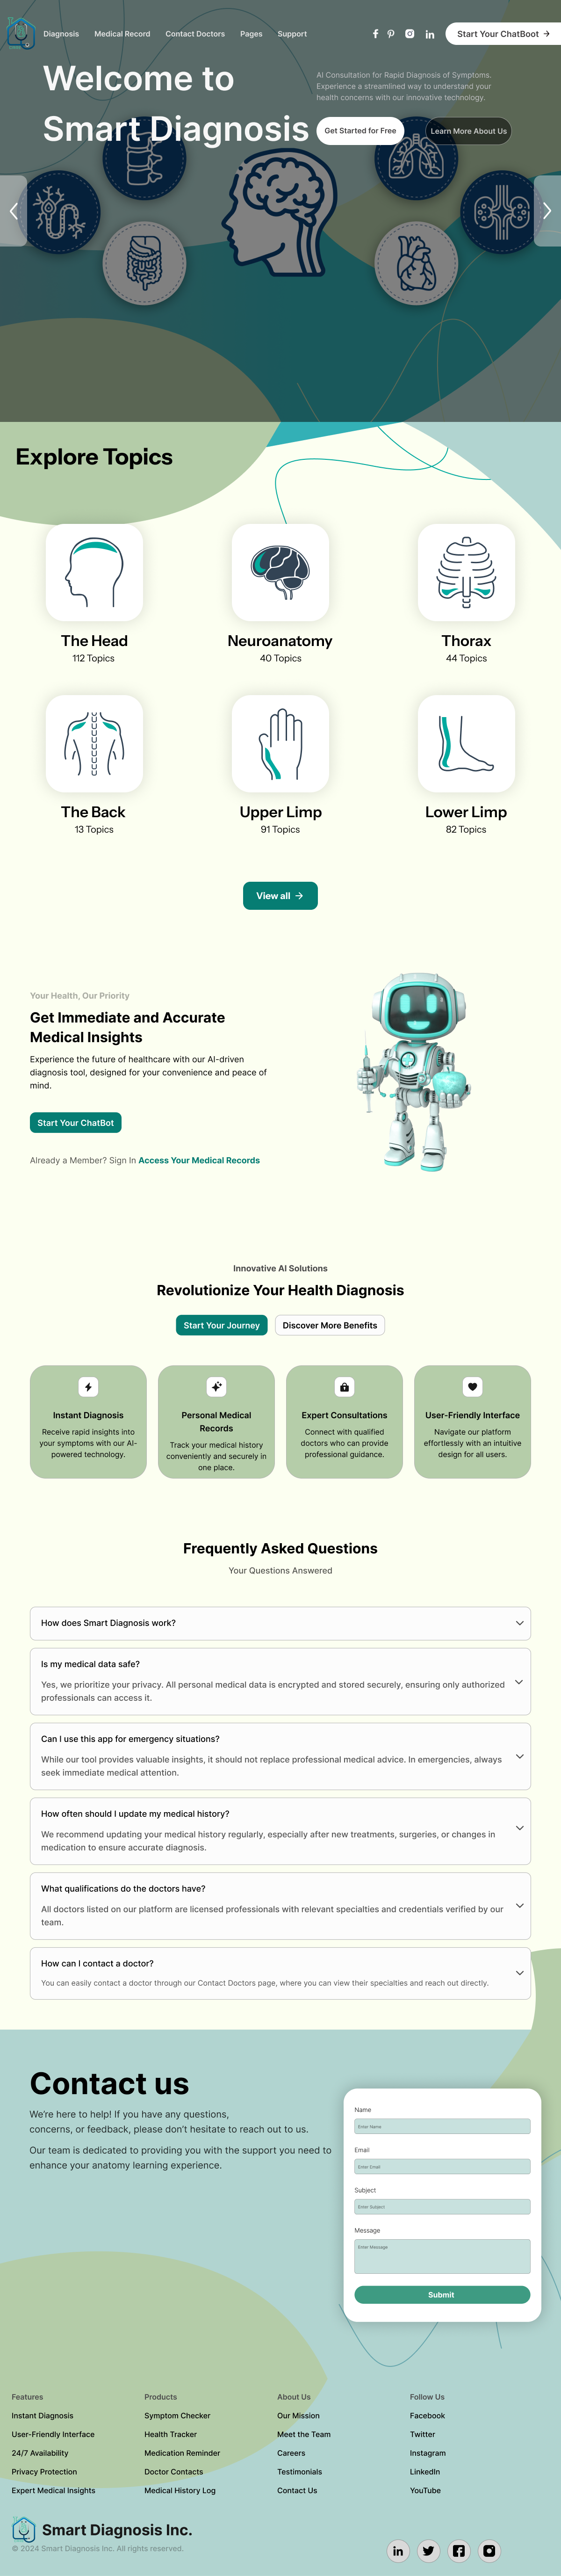 Diagnosis
Medical Record
Contact Doctors
Pages
Support
Start Your ChatBoot
Welcome to
Smart Diagnosis
AI Consultation for Rapid Diagnosis of Symptoms.
Experience a streamlined way to understand your
health concerns with our innovative technology.
Get Started for Free
Learn More About Us
Explore Topics
The Head
112 Topics
Neuroanatomy
40 Topics
Thorax
44 Topics
The Back
13 Topics
Upper Limp
91 Topics
Lower Limp
82 Topics
View all
Your Health, Our Priority
Get Immediate and Accurate
Medical Insights
Experience the future of healthcare with our AI-driven
diagnosis tool, designed for your convenience and peace of
mind.
Start Your ChatBot
Already a Member? Sign In Access Your Medical Records
Innovative AI Solutions
Revolutionize Your Health Diagnosis
Start Your Journey
Discover More Benefits
Instant Diagnosis
Receive rapid insights into
your symptoms with our AI-
powered technology.
Personal Medical
Records
Track your medical history
conveniently and securely in
one place.
Expert Consultations
Connect with qualified
doctors who can provide
professional guidance.
User-Friendly Interface
Navigate our platform
effortlessly with an intuitive
design for all users.
Frequently Asked Questions
Your Questions Answered
How does Smart Diagnosis work?
Is my medical data safe?
Yes, we prioritize your privacy. All personal medical data is encrypted and stored securely, ensuring only authorized
professionals can access it.
Can I use this app for emergency situations?
While our tool provides valuable insights, it should not replace professional medical advice. In emergencies, always
seek immediate medical attention.
How often should I update my medical history?
We recommend updating your medical history regularly, especially after new treatments, surgeries, or changes in
medication to ensure accurate diagnosis.
What qualifications do the doctors have?
All doctors listed on our platform are licensed professionals with relevant specialties and credentials verified by our
team.
How can I contact a doctor?
You can easily contact a doctor through our Contact Doctors page, where you can view their specialties and reach out directly.
Contact us
We're here to help! If you have any questions,
concerns, or feedback, please don't hesitate to reach out to us.
Our team is dedicated to providing you with the support you need to
enhance your anatomy learning experience.
Name
Enter Name
Email
Enter Email
Subject
Enter Subject
Message
Enter Message
Submit
Features
Instant Diagnosis
User-Friendly Interface
24/7 Availability
Privacy Protection
Expert Medical Insights
Products
Symptom Checker
Health Tracker
Medication Reminder
Doctor Contacts
Medical History Log
About Us
Our Mission
Meet the Team
Careers
Testimonials
Contact Us
Follow Us
Facebook
Twitter
Instagram
LinkedIn
YouTube
Smart Diagnosis Inc.
© 2024 Smart Diagnosis Inc. All rights reserved.